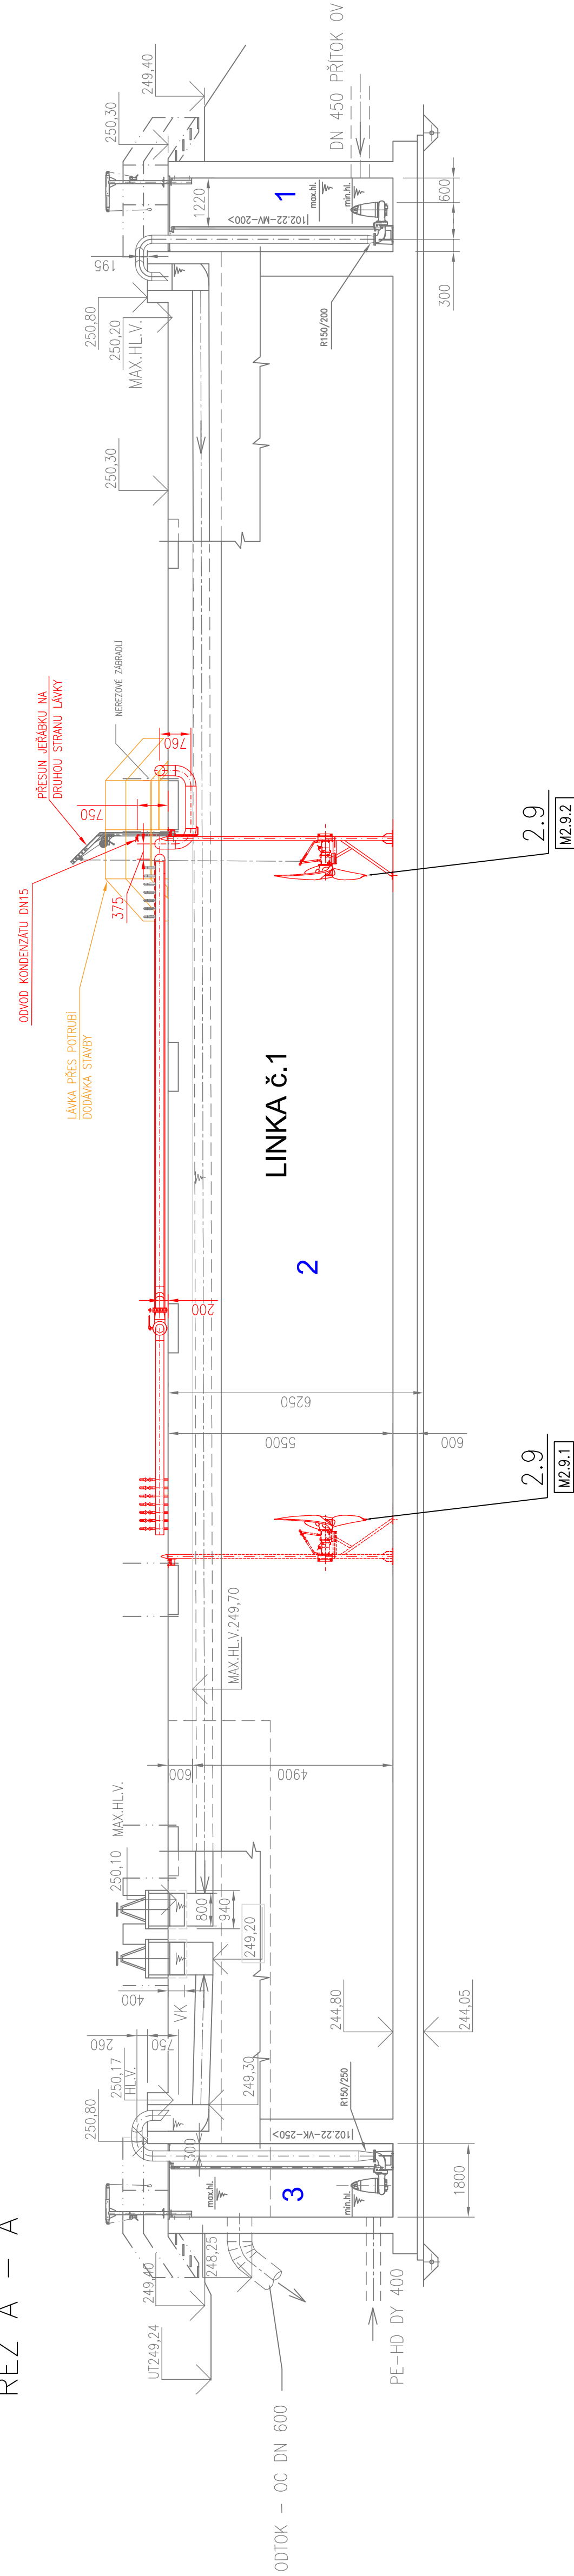 ŘEZ A – A
ODTOK – OC DN 600
PE–HD DY 400
UT249,24
249,40
248,25
250,80
250,17
HL.V.
260
750
400
VK
300
249,30
max.hl.
3
min.hl.
|102.22–VK–250>
R150/250
1800
250,10
MAX.HL.V.
800
940
249,20
244,80
244,05
600
4900
MAX.HL.V.249,70
2.9
M2.9.1
5500
600
6250
200
2
LINKA č.1
LÁVKA PŘES POTRUBÍ
DODÁVKA STAVBY
ODVOD KONDENZÁTU DN15
PŘESUN JEŘÁBKU NA
DRUHOU STRANU LÁVKY
375
750
760
NEREZOVÉ ZÁBRADLÍ
2.9
M2.9.2
250,30
250,80
250,20
MAX.HL.V.
195
1220
250,30
249,40
R150/200
|102.22–MV–200>
1
max.hl.
min.hl.
DN 450 PŘÍTOK OV
300
600